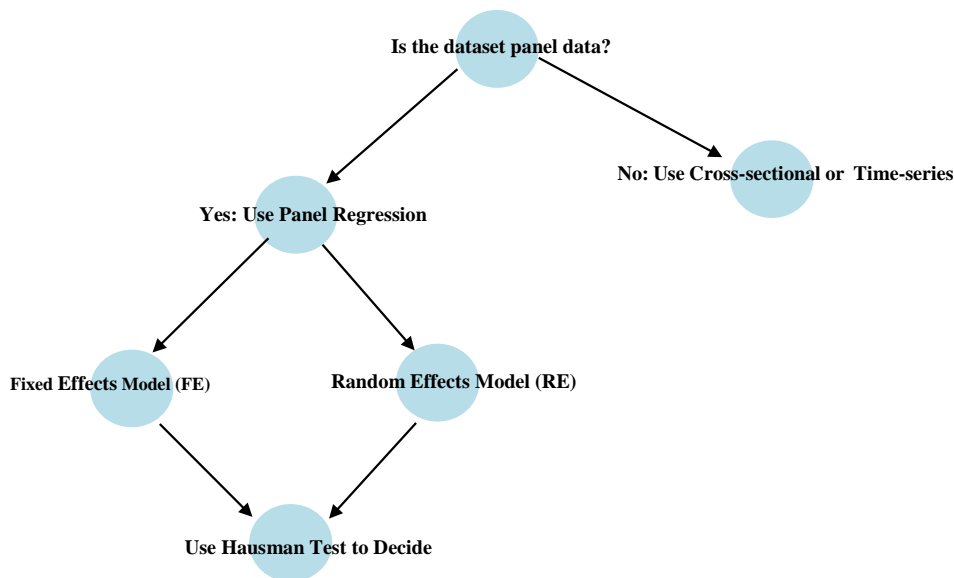 Is the dataset panel data?
No: Use Cross-sectional or Time-series
Yes: Use Panel Regression
Fixed Effects Model (FE)
Random Effects Model (RE)
Use Hausman Test to Decide